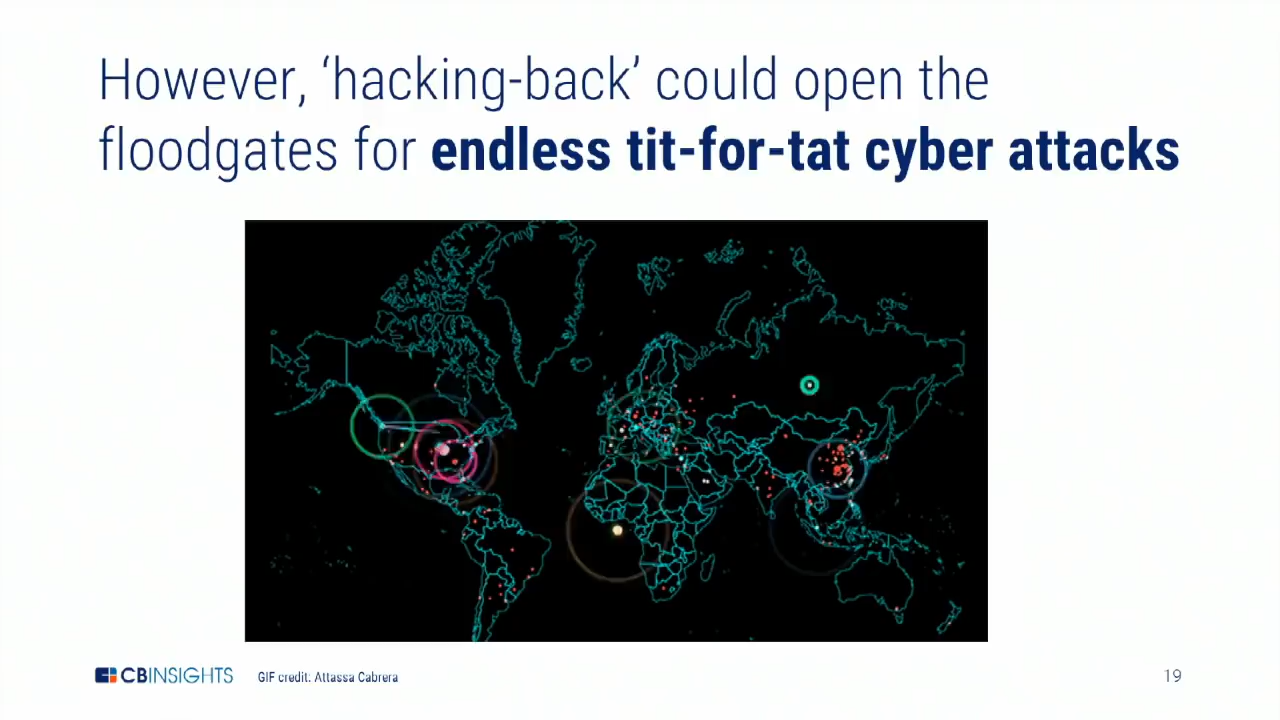 However, ‘hacking-back’ could open the
floodgates for endless tit-for-tat cyber attacks
CBINSIGHTS
GIF credit: Attassa Cabrera
19